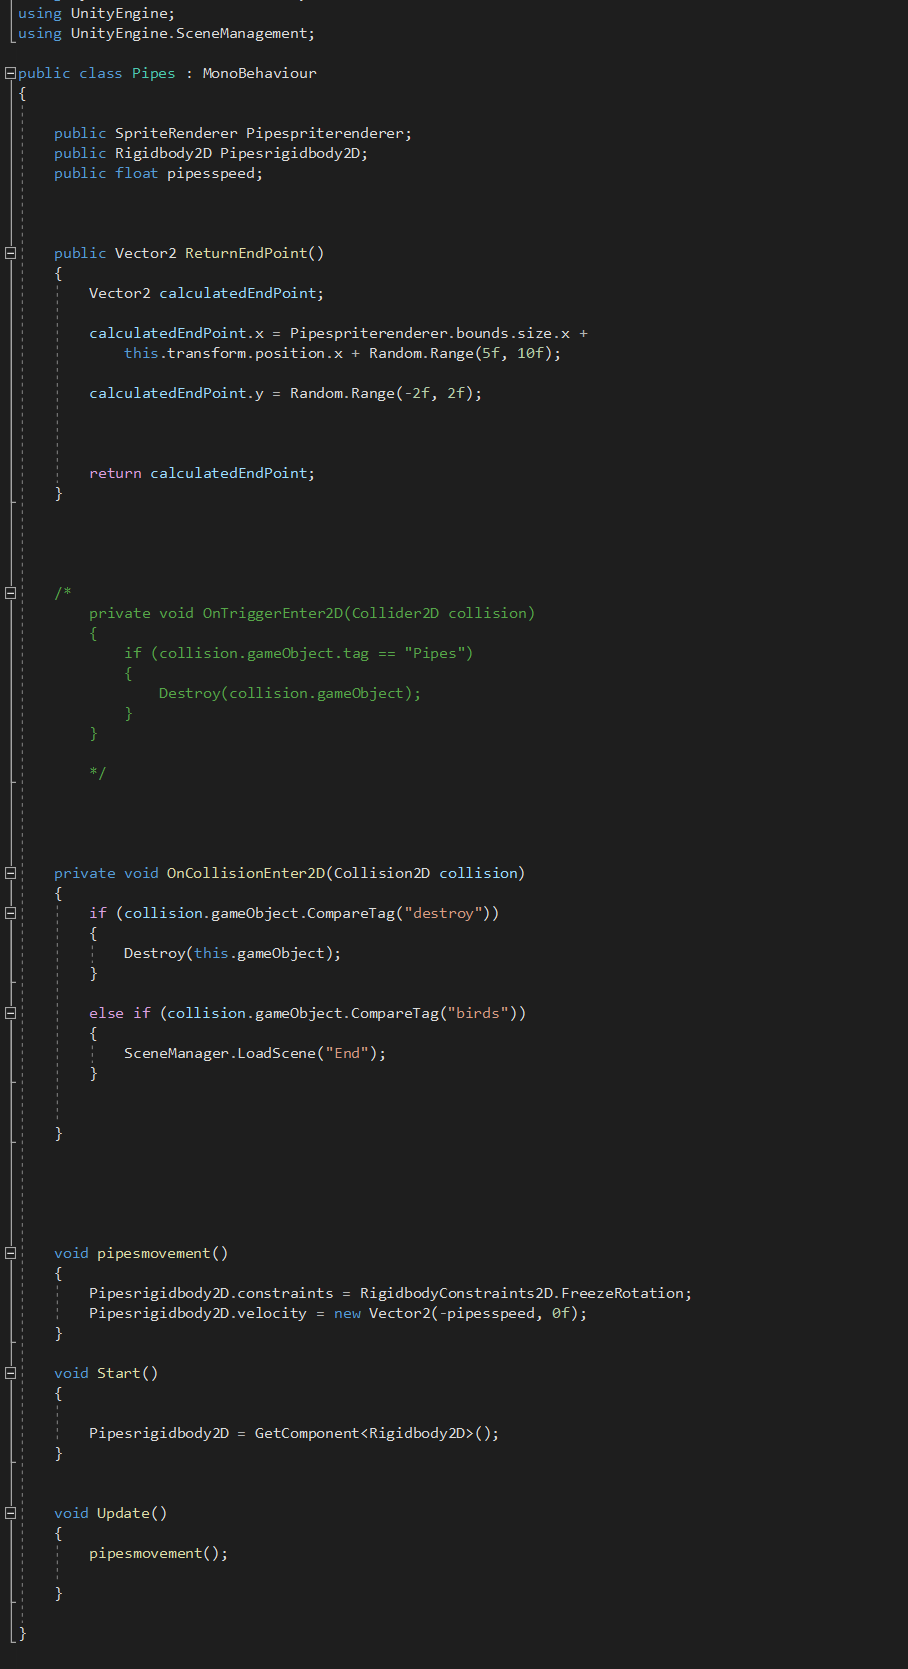 using UnityEngine;
using UnityEngine.SceneManagement;
public class Pipes : MonoBehaviour
{
public SpriteRenderer Pipespriterenderer;
public Rigidbody2D Pipesrigidbody2D;
public float pipesspeed;
public Vector2 ReturnEndPoint()
{
Vector2 calculatedEndPoint;
calculatedEndPoint.x = Pipespriterenderer.bounds.size.x +
this.transform.position.x + Random.Range(5f, 10f);
calculatedEndPoint.y = Random.Range(-2f, 2f);
return calculatedEndPoint;
}
/*
private void OnTriggerEnter2D(Collider2D collision)
{
if (collision.gameObject.tag == "Pipes")
{
Destroy(collision.gameObject);
}
}
*/
private void OnCollisionEnter2D(Collision2D collision)
{
if (collision.gameObject.CompareTag("destroy"))
{
Destroy(this.gameObject);
}
else if (collision.gameObject.CompareTag("birds"))
{
SceneManager.LoadScene("End");
}
}
void pipesmovement()
{
Pipesrigidbody2D.constraints = RigidbodyConstraints2D.FreezeRotation;
Pipesrigidbody2D.velocity = new Vector2(-pipesspeed, 0f);
}
void Start()
{
Pipesrigidbody2D = GetComponent<Rigidbody2D>();
}
void Update()
{
pipesmovement();
}
}